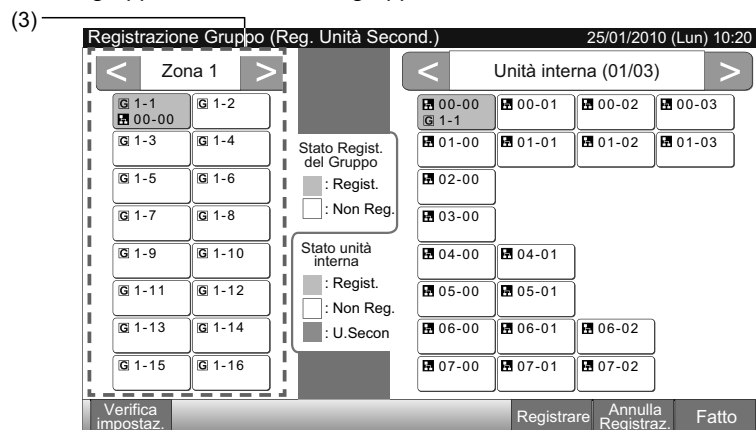 (3)
Registrazione Gruppo (Reg. Unità Second.) 25/01/2010 (Lun) 10:20
< Zona 1 >
G 1-1
00-00
G 1-2
G 1-3 G 1-4
G 1-5 G 1-6
G 1-7 G 1-8
G 1-9 G 1-10
G 1-11 G 1-12
G 1-13 G 1-14
G 1-15 G 1-16
Stato Regist.
del Gruppo
: Regist.
: Non Reg.
Stato unità
interna
: Regist.
: Non Reg.
: U.Secon
< Unità interna (01/03) >
00-00 00-01 00-02 00-03
G 1-1
01-00 01-01 01-02 01-03
02-00
03-00
04-00 04-01
05-00 05-01
06-00 06-01 06-02
07-00 07-01 07-02
Verifica
impostaz.
Registrare
Annulla
Registraz.
Fatto